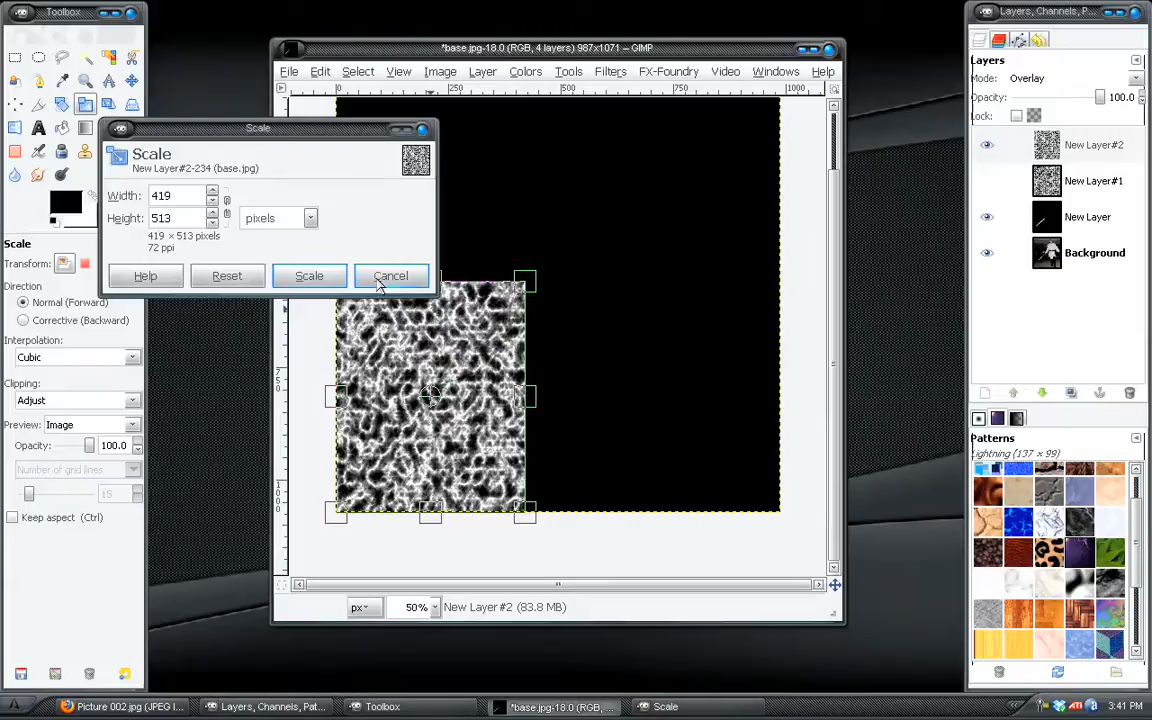 Toolbox
*base.jpg-18.0 (RGB, 4 layers) 987x1071 – GIMP
Layers, Channels, P...
File Edit Select View Image Layer Colors Tools Filters FX-Foundry Video Windows Help
0 250 500 750 1000
Layers
Mode: Overlay
Opacity: 100.0
Lock:
New Layer#2
New Layer#1
New Layer
Background
Scale
Scale
New Layer#2-234 (base.jpg)
Width: 419
Height: 513 pixels
419 × 513 pixels
72 ppi
Help Reset Scale Cancel
Scale
Transform:
Direction
Normal (Forward)
Corrective (Backward)
Interpolation:
Cubic
Clipping:
Adjust
Preview: Image
Opacity: 100.0
Number of grid lines
15
Keep aspect (Ctrl)
Patterns
Lightning (137 × 99)
px 50% New Layer#2 (83.8 MB)
Picture 002.jpg (JPEG I... Layers, Channels, Pat... Toolbox *base.jpg-18.0 (RGB, ... Scale 3:41 PM